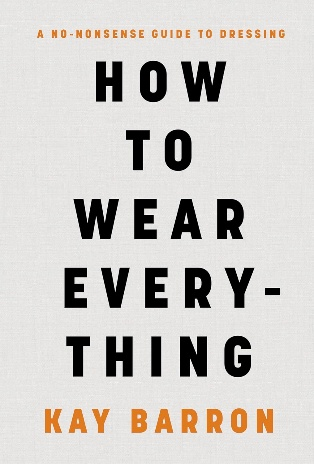 A NO-NONSENSE GUIDE TO DRESSING
HOW
TO
WEAR
EVERY-
THING
KAY BARRON